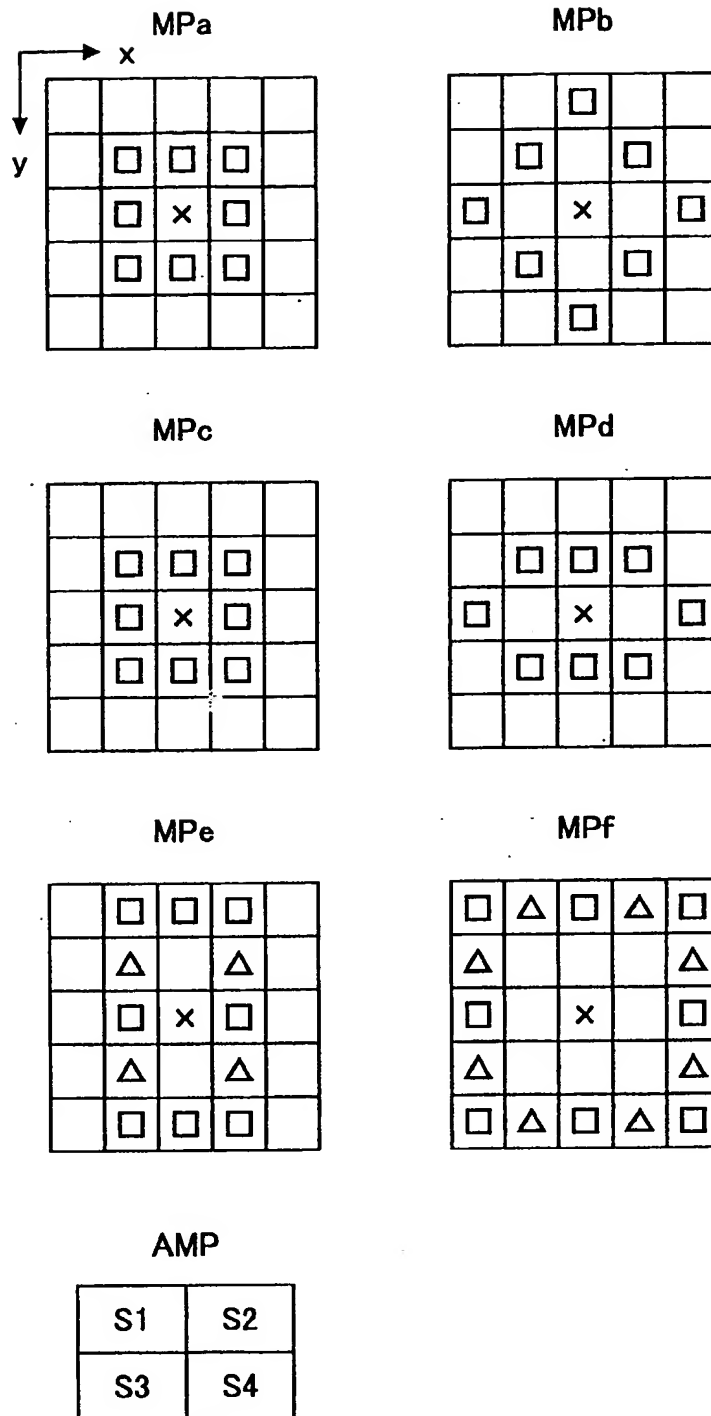 MPa
MPb
x
y
×
×
MPc
MPd
×
×
MPe
MPf
×
×
AMP
S1 S2
S3 S4